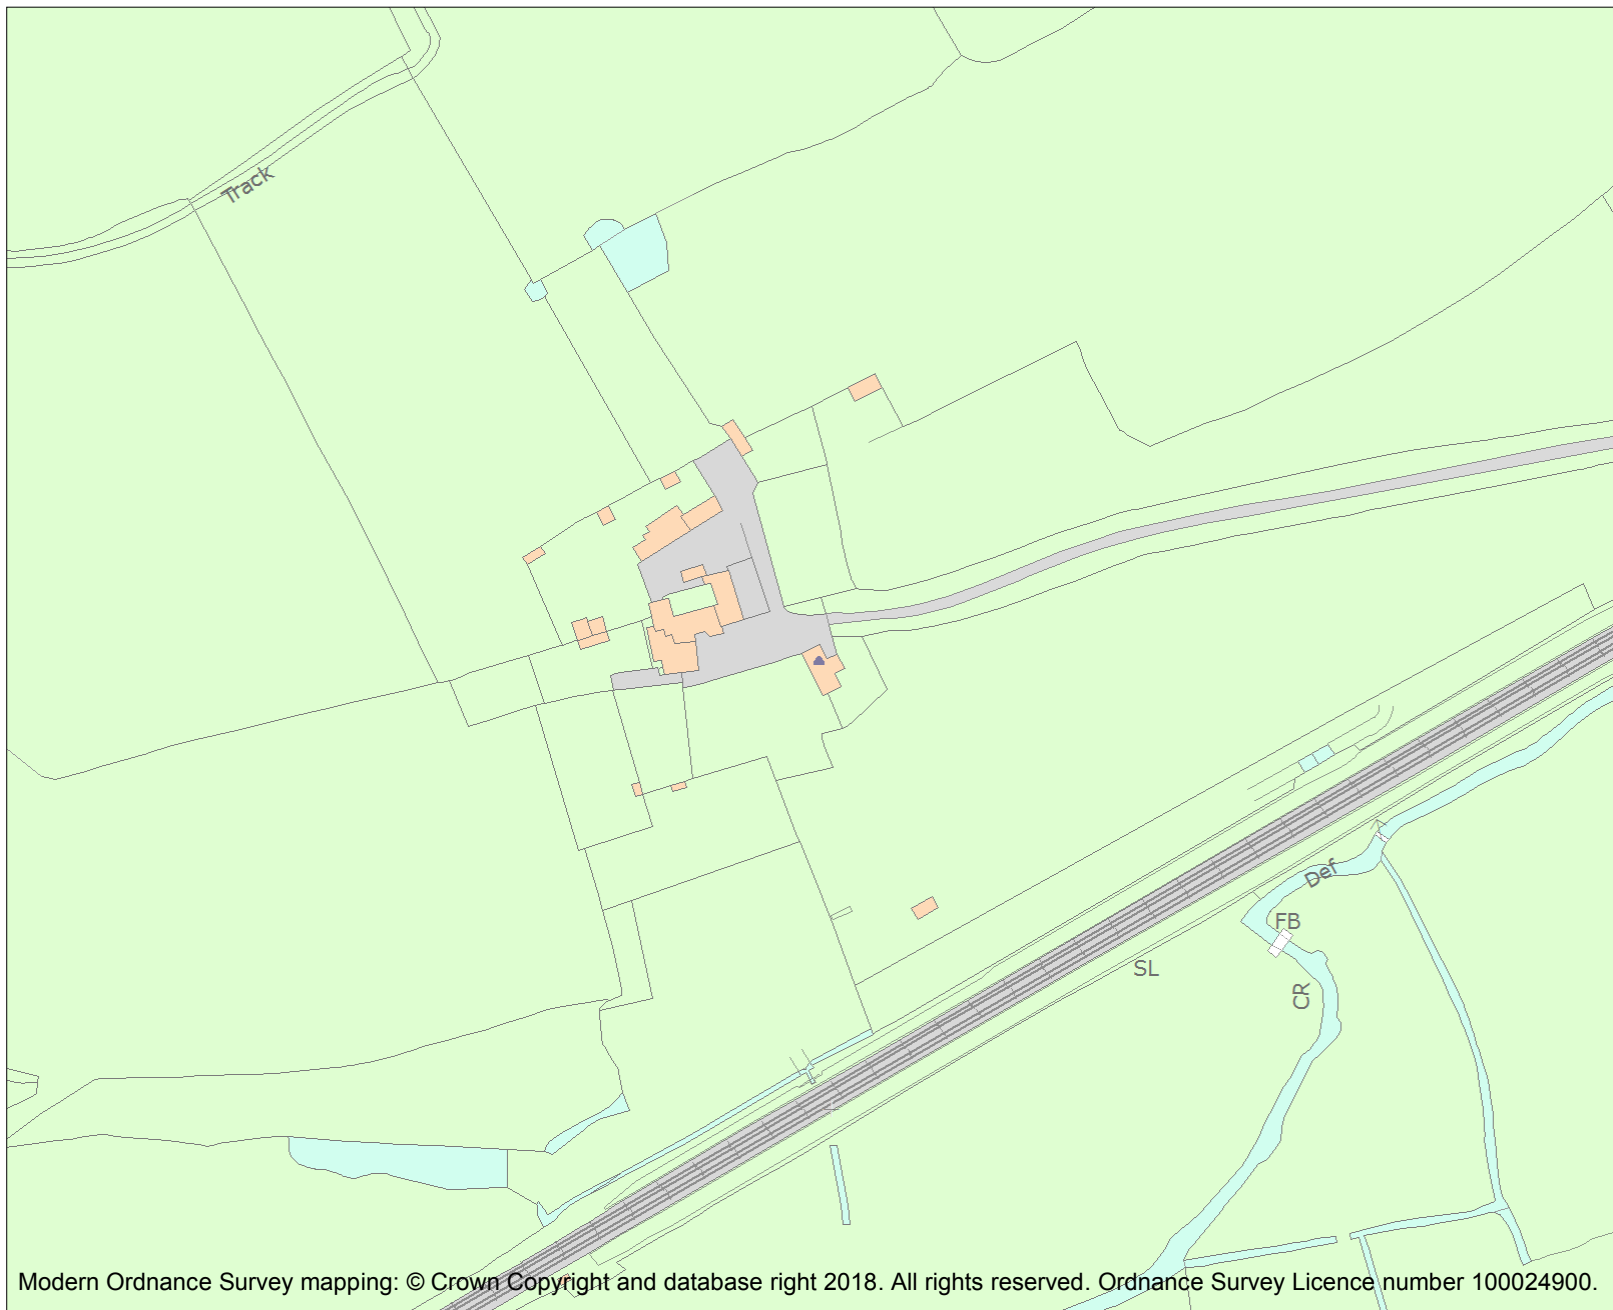 Track
Def
FB
SL
CR
Modern Ordnance Survey mapping: © Crown Copyright and database right 2018. All rights reserved. Ordnance Survey Licence number 100024900.